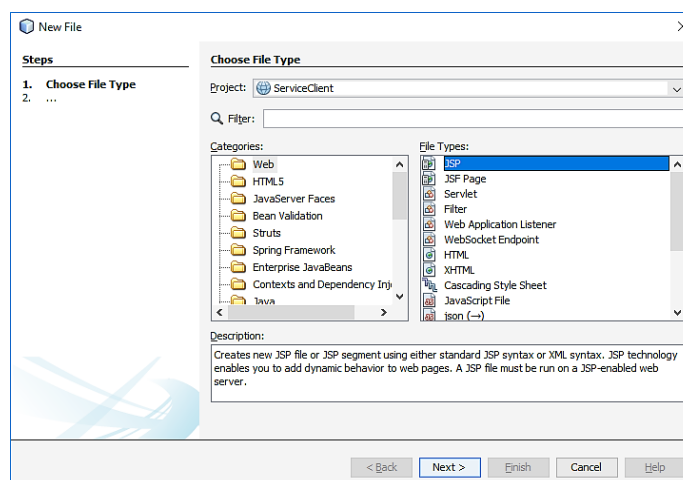 New File
Steps
1. Choose File Type
2. ...
Choose File Type
Project: ServiceClient
Filter:
Categories:
Web
HTML5
JavaServer Faces
Bean Validation
Struts
Spring Framework
Enterprise JavaBeans
Contexts and Dependency Inj
Java
File Types:
JSP
JSF Page
Servlet
Filter
Web Application Listener
WebSocket Endpoint
HTML
XHTML
Cascading Style Sheet
JavaScript File
json (→)
Description:
Creates new JSP file or JSP segment using either standard JSP syntax or XML syntax. JSP technology
enables you to add dynamic behavior to web pages. A JSP file must be run on a JSP-enabled web
server.
< Back Next > Finish Cancel Help